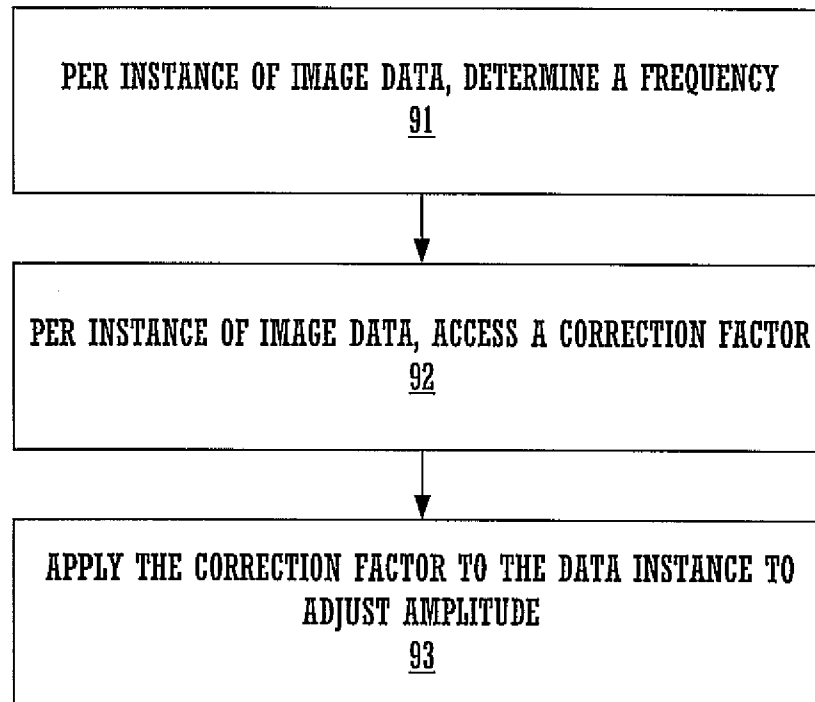 PER INSTANCE OF IMAGE DATA, DETERMINE A FREQUENCY
91
PER INSTANCE OF IMAGE DATA, ACCESS A CORRECTION FACTOR
92
APPLY THE CORRECTION FACTOR TO THE DATA INSTANCE TO
ADJUST AMPLITUDE
93